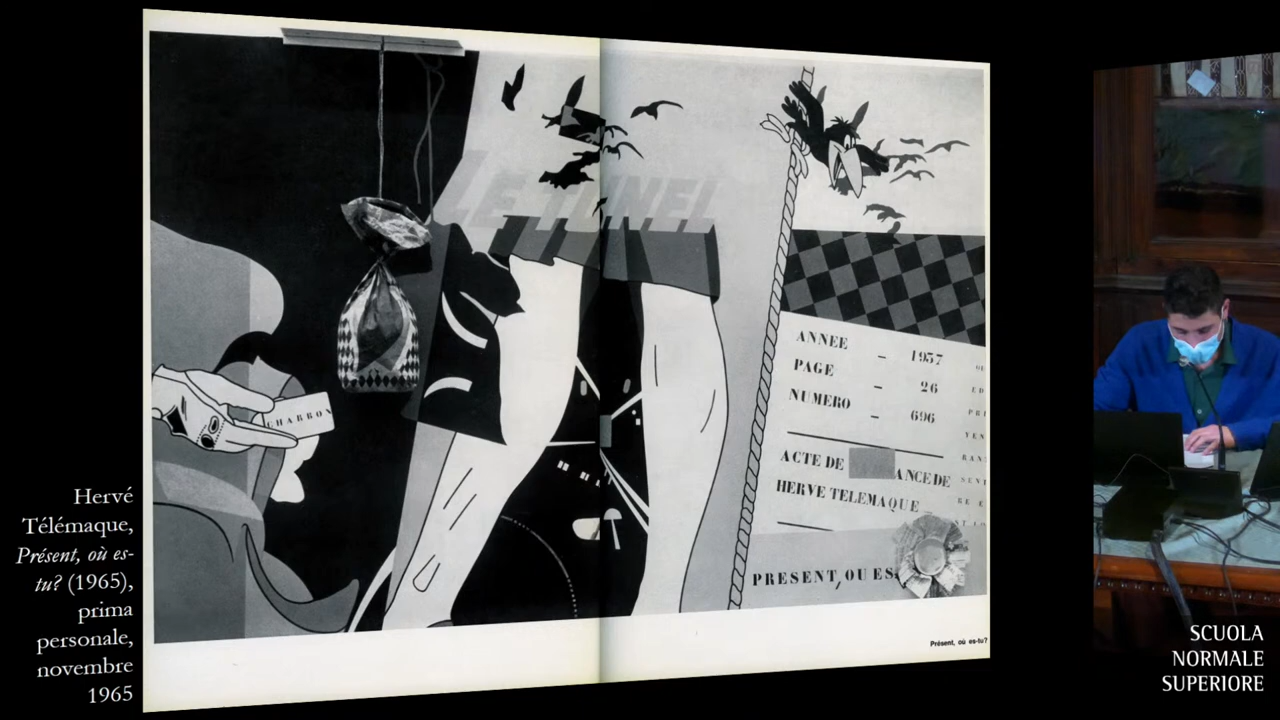 Hervé
Télémaque,
Présent, où es-
tu? (1965),
prima
personale,
novembre
1965
LE TUNEL
CHARBON
ANNEE – 1957
PAGE – 26
NUMERO – 696
ACTE DE ANCE DE
HERVE TELEMAQUE
PRESENT, OU ES
Présent, où es-tu?
SCUOLA
NORMALE
SUPERIORE